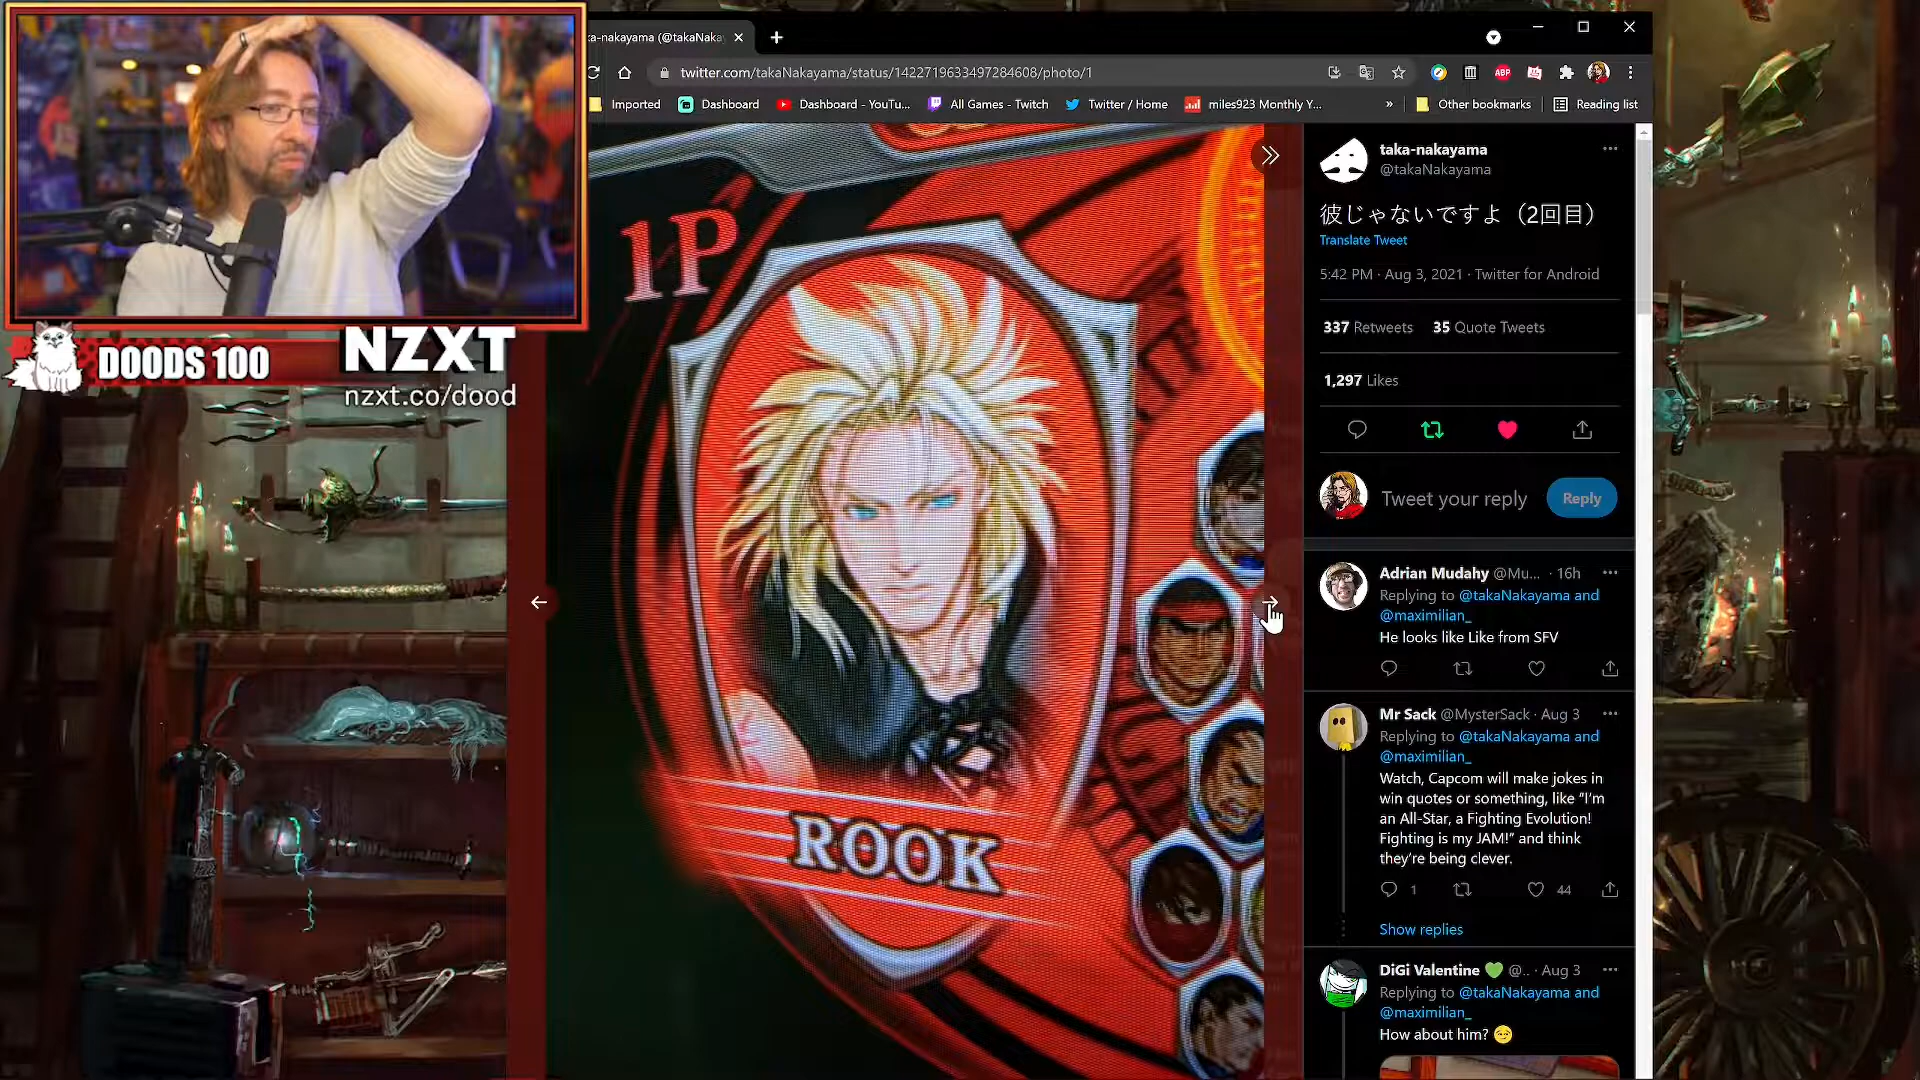 DOODS 100
NZXT
nzxt.co/dood
ka-nakayama (@takaNaka
twitter.com/takaNakayama/status/1422719633497284608/photo/1
ABP
Imported
Dashboard
Dashboard - YouTu...
All Games - Twitch
Twitter / Home
miles923 Monthly Y...
»
Other bookmarks
Reading list
1P
ROOK
taka-nakayama
@takaNakayama
彼じゃないですよ（2回目）
Translate Tweet
5:42 PM · Aug 3, 2021 · Twitter for Android
337 Retweets 35 Quote Tweets
1,297 Likes
Tweet your reply
Reply
Adrian Mudahy @Mu... · 16h
Replying to @takaNakayama and
@maximilian_
He looks like Like from SFV
Mr Sack @MysterSack · Aug 3
Replying to @takaNakayama and
@maximilian_
Watch, Capcom will make jokes in
win quotes or something, like "I'm
an All-Star, a Fighting Evolution!
Fighting is my JAM!" and think
they're being clever.
1
44
Show replies
DiGi Valentine 💚 @.. · Aug 3
Replying to @takaNakayama and
@maximilian_
How about him? 😏